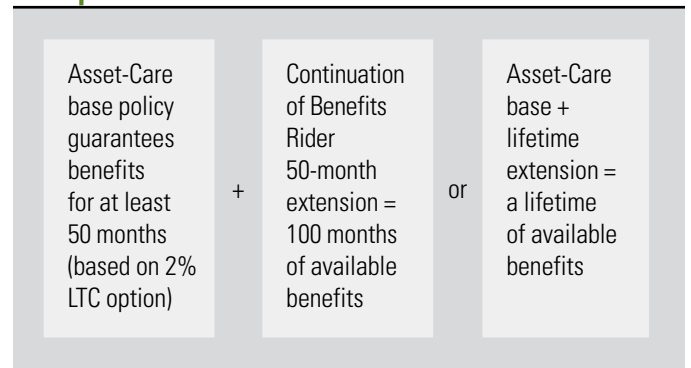 Asset-Care
base policy
guarantees
benefits
for at least
50 months
(based on 2%
LTC option)
+
Continuation
of Benefits
Rider
50-month
extension =
100 months
of available
benefits
or
Asset-Care
base +
lifetime
extension =
a lifetime
of available
benefits